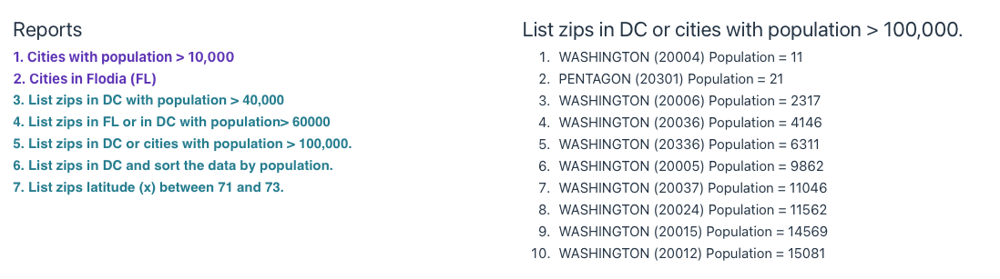 Reports
1. Cities with population > 10,000
2. Cities in Flodia (FL)
3. List zips in DC with population > 40,000
4. List zips in FL or in DC with population> 60000
5. List zips in DC or cities with population > 100,000.
6. List zips in DC and sort the data by population.
7. List zips latitude (x) between 71 and 73.
List zips in DC or cities with population > 100,000.
1. WASHINGTON (20004) Population = 11
2. PENTAGON (20301) Population = 21
3. WASHINGTON (20006) Population = 2317
4. WASHINGTON (20036) Population = 4146
5. WASHINGTON (20336) Population = 6311
6. WASHINGTON (20005) Population = 9862
7. WASHINGTON (20037) Population = 11046
8. WASHINGTON (20024) Population = 11562
9. WASHINGTON (20015) Population = 14569
10. WASHINGTON (20012) Population = 15081